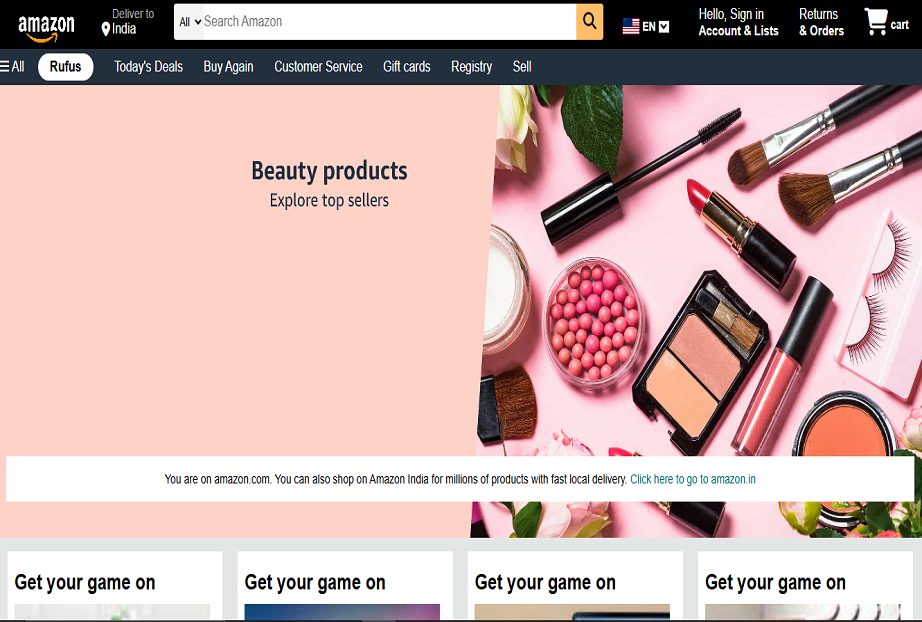 amazon
Deliver to
India
All
Search Amazon
EN
Hello, Sign in
Account & Lists
Returns
& Orders
cart
All
Rufus
Today's Deals
Buy Again
Customer Service
Gift cards
Registry
Sell
Beauty products
Explore top sellers
You are on amazon.com. You can also shop on Amazon India for millions of products with fast local delivery. Click here to go to amazon.in
Get your game on
Get your game on
Get your game on
Get your game on